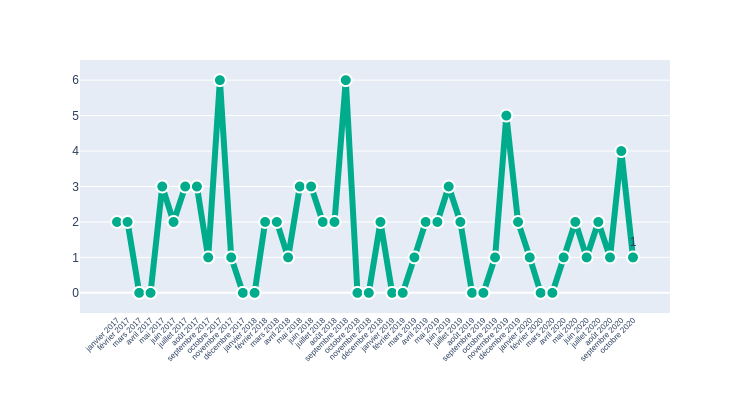 6
5
4
3
2
1
0
1
janvier 2017
février 2017
mars 2017
avril 2017
mai 2017
juin 2017
juillet 2017
août 2017
septembre 2017
octobre 2017
novembre 2017
décembre 2017
janvier 2018
février 2018
mars 2018
avril 2018
mai 2018
juin 2018
juillet 2018
août 2018
septembre 2018
octobre 2018
novembre 2018
décembre 2018
janvier 2019
février 2019
mars 2019
avril 2019
mai 2019
juin 2019
juillet 2019
août 2019
septembre 2019
octobre 2019
novembre 2019
décembre 2019
janvier 2020
février 2020
mars 2020
avril 2020
mai 2020
juin 2020
juillet 2020
août 2020
septembre 2020
octobre 2020